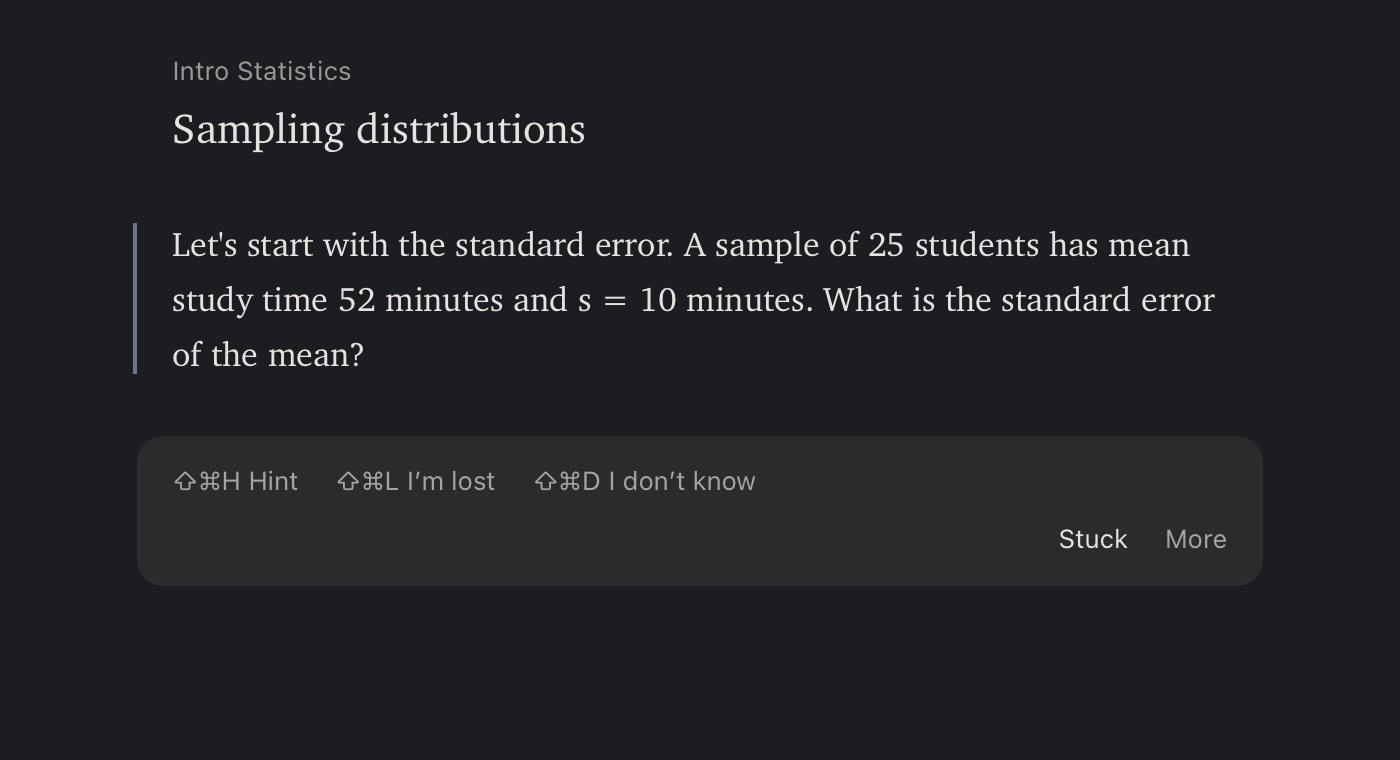 Intro Statistics
Sampling distributions
Let's start with the standard error. A sample of 25 students has mean
study time 52 minutes and s = 10 minutes. What is the standard error
of the mean?
⇧⌘H Hint ⇧⌘L I’m lost ⇧⌘D I don’t know
Stuck More